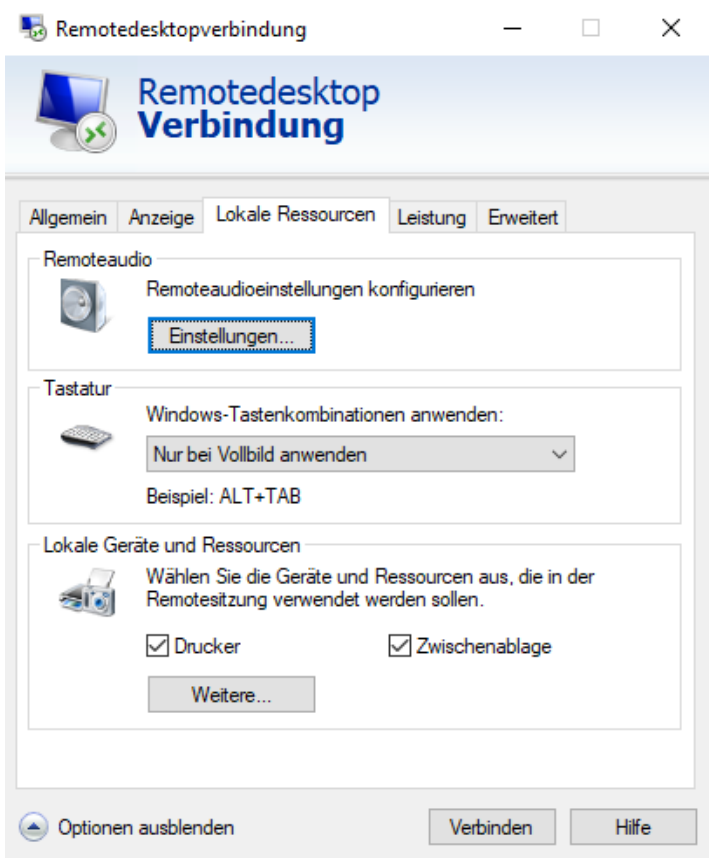 Remotedesktopverbindung
Remotedesktop
Verbindung
Allgemein Anzeige Lokale Ressourcen Leistung Erweitert
Remoteaudio
Remoteaudioeinstellungen konfigurieren
Einstellungen...
Tastatur
Windows-Tastenkombinationen anwenden:
Nur bei Vollbild anwenden
Beispiel: ALT+TAB
Lokale Geräte und Ressourcen
Wählen Sie die Geräte und Ressourcen aus, die in der
Remotesitzung verwendet werden sollen.
Drucker Zwischenablage
Weitere...
Optionen ausblenden Verbinden Hilfe